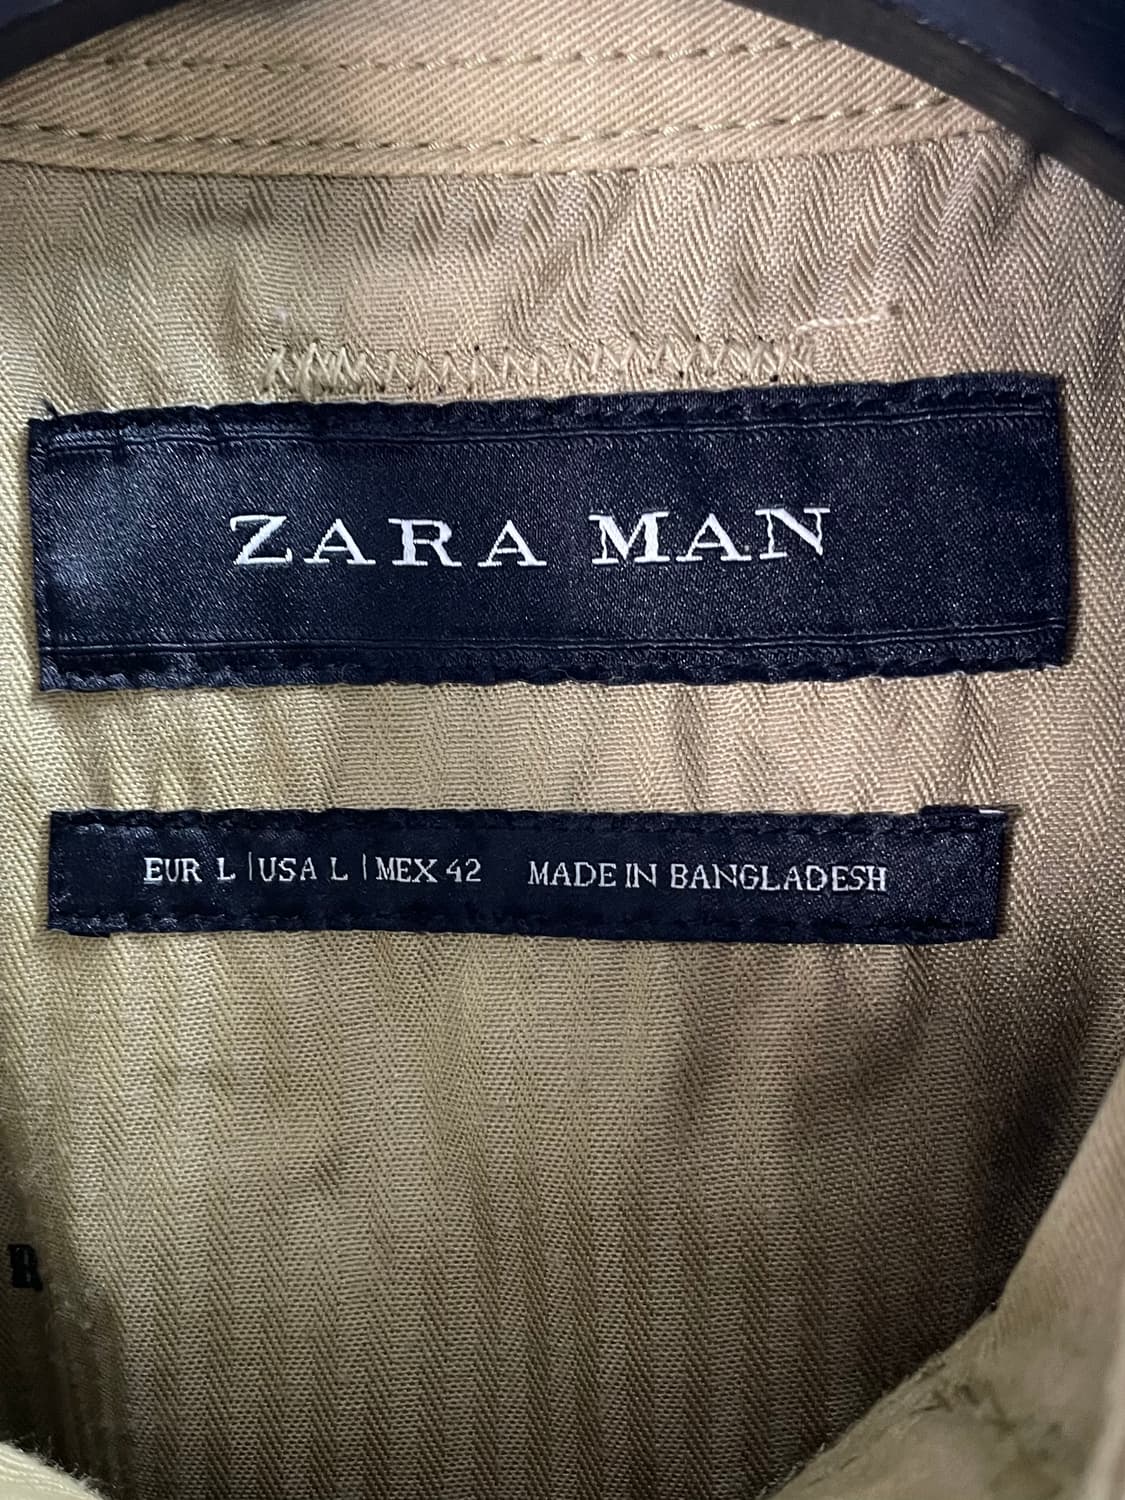 ZARA MAN
EUR L | USA L | MEX 42 MADE IN BANGLADESH